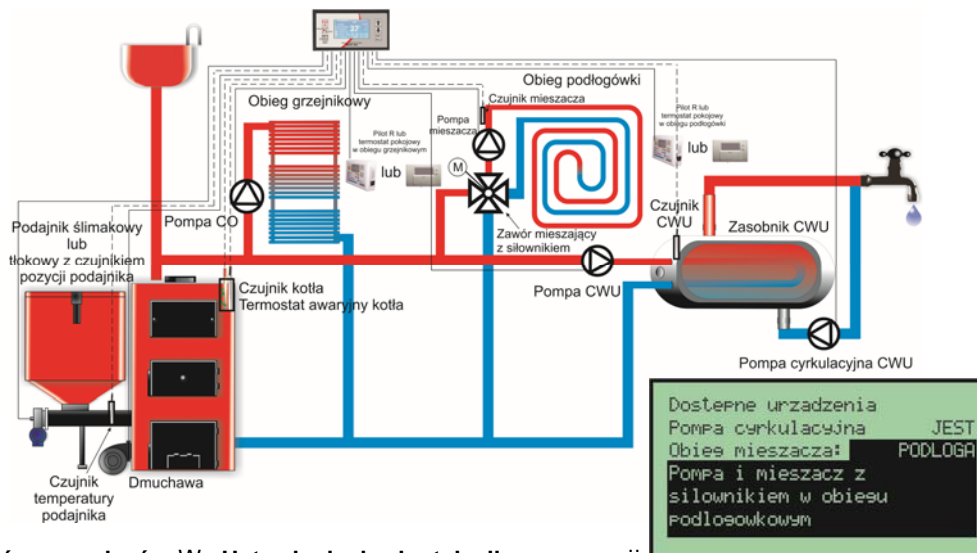 Obieg podłogówki
Czujnik mieszacza
Obieg grzejnikowy
Pompa
mieszacza
Pilot R lub
termostat pokojowy
w obiegu grzejnikowym
lub
Pilot R lub
termostat pokojowy
w obiegu podłogówki
lub
M
Czujnik
CWU
Zasobnik CWU
Pompa CO
Zawór mieszający
z siłownikiem
Podajnik ślimakowy
lub
tłokowy z czujnikiem
pozycji podajnika
Czujnik kotła
Termostat awaryjny kotła
Pompa CWU
Pompa cyrkulacyjna CWU
Czujnik
temperatury
podajnika
Dmuchawa
Dostepne urzadzenia
Pompa cyrkulacyjna JEST
Obieg mieszacza: PODLOGA
Pompa i mieszacz z
silownikiem w obiegu
podlogowkowym